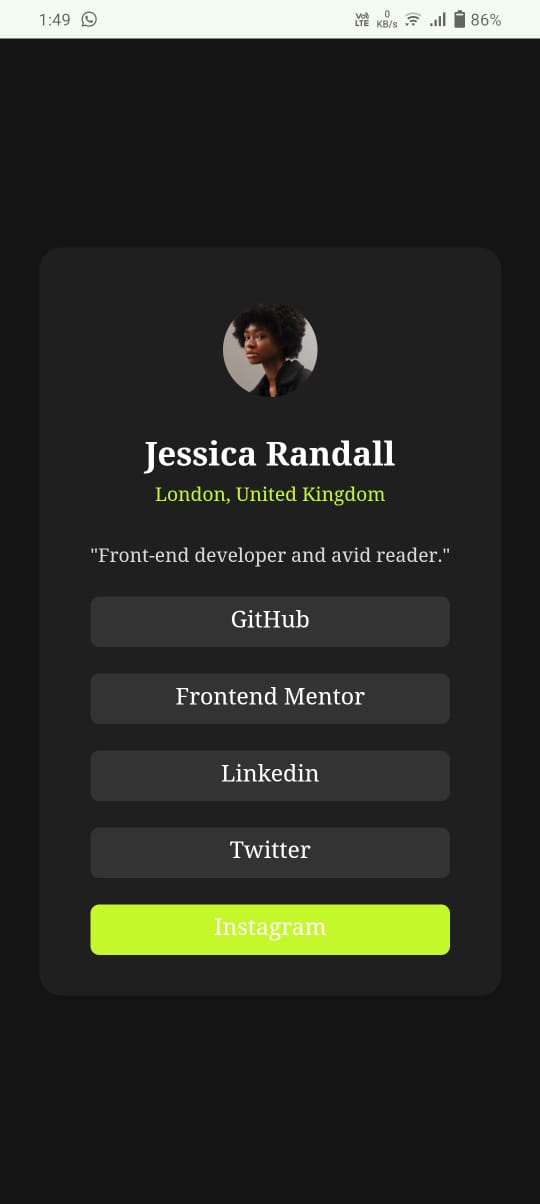 1:49 Vo) LTE 0 KB/s 86%
Jessica Randall
London, United Kingdom
"Front-end developer and avid reader."
GitHub
Frontend Mentor
Linkedin
Twitter
Instagram